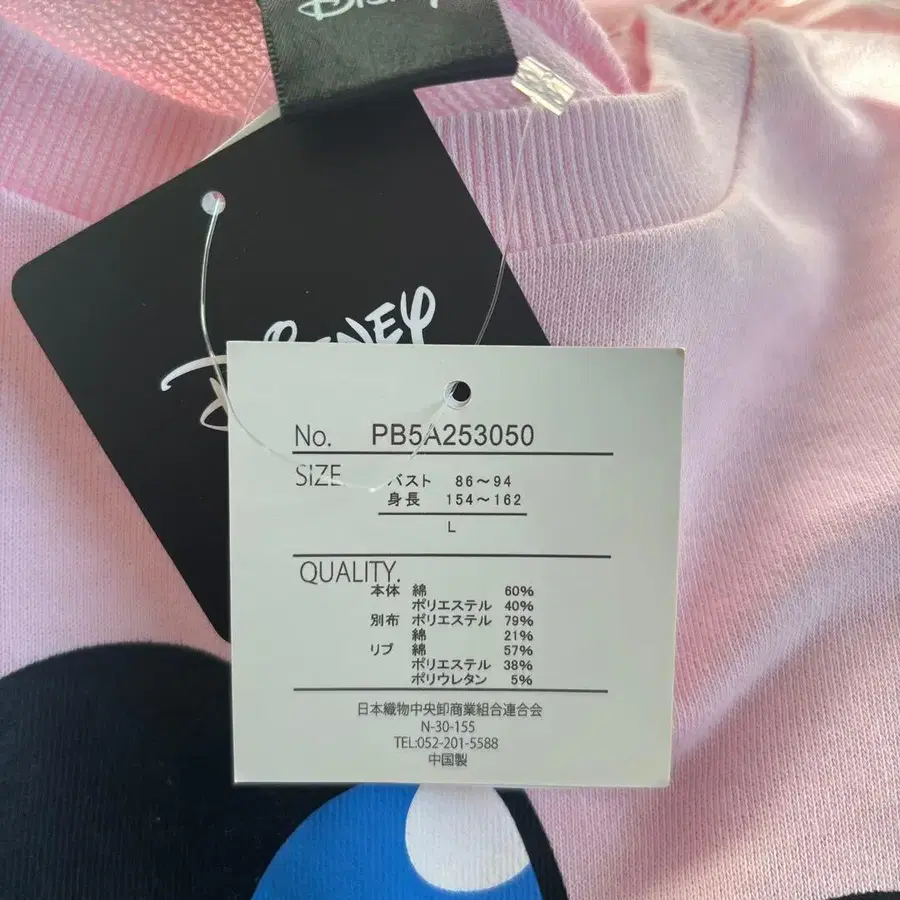 Disney
DISNEY
No. PB5A253050
SIZE
バスト 86～94
身長 154～162
L
QUALITY.
本体 綿 60%
ポリエステル 40%
別布 ポリエステル 79%
綿 21%
リブ 綿 57%
ポリエステル 38%
ポリウレタン 5%
日本織物中央卸商業組合連合会
N-30-155
TEL:052-201-5588
中国製